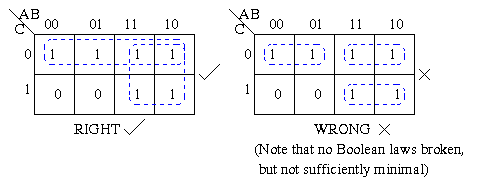 AB AB
C 00 01 11 10 C 00 01 11 10
0 1 1 1 1 0 1 1 1 1
1 0 0 1 1 1 0 0 1 1
RIGHT WRONG
(Note that no Boolean laws broken,
but not sufficiently minimal)